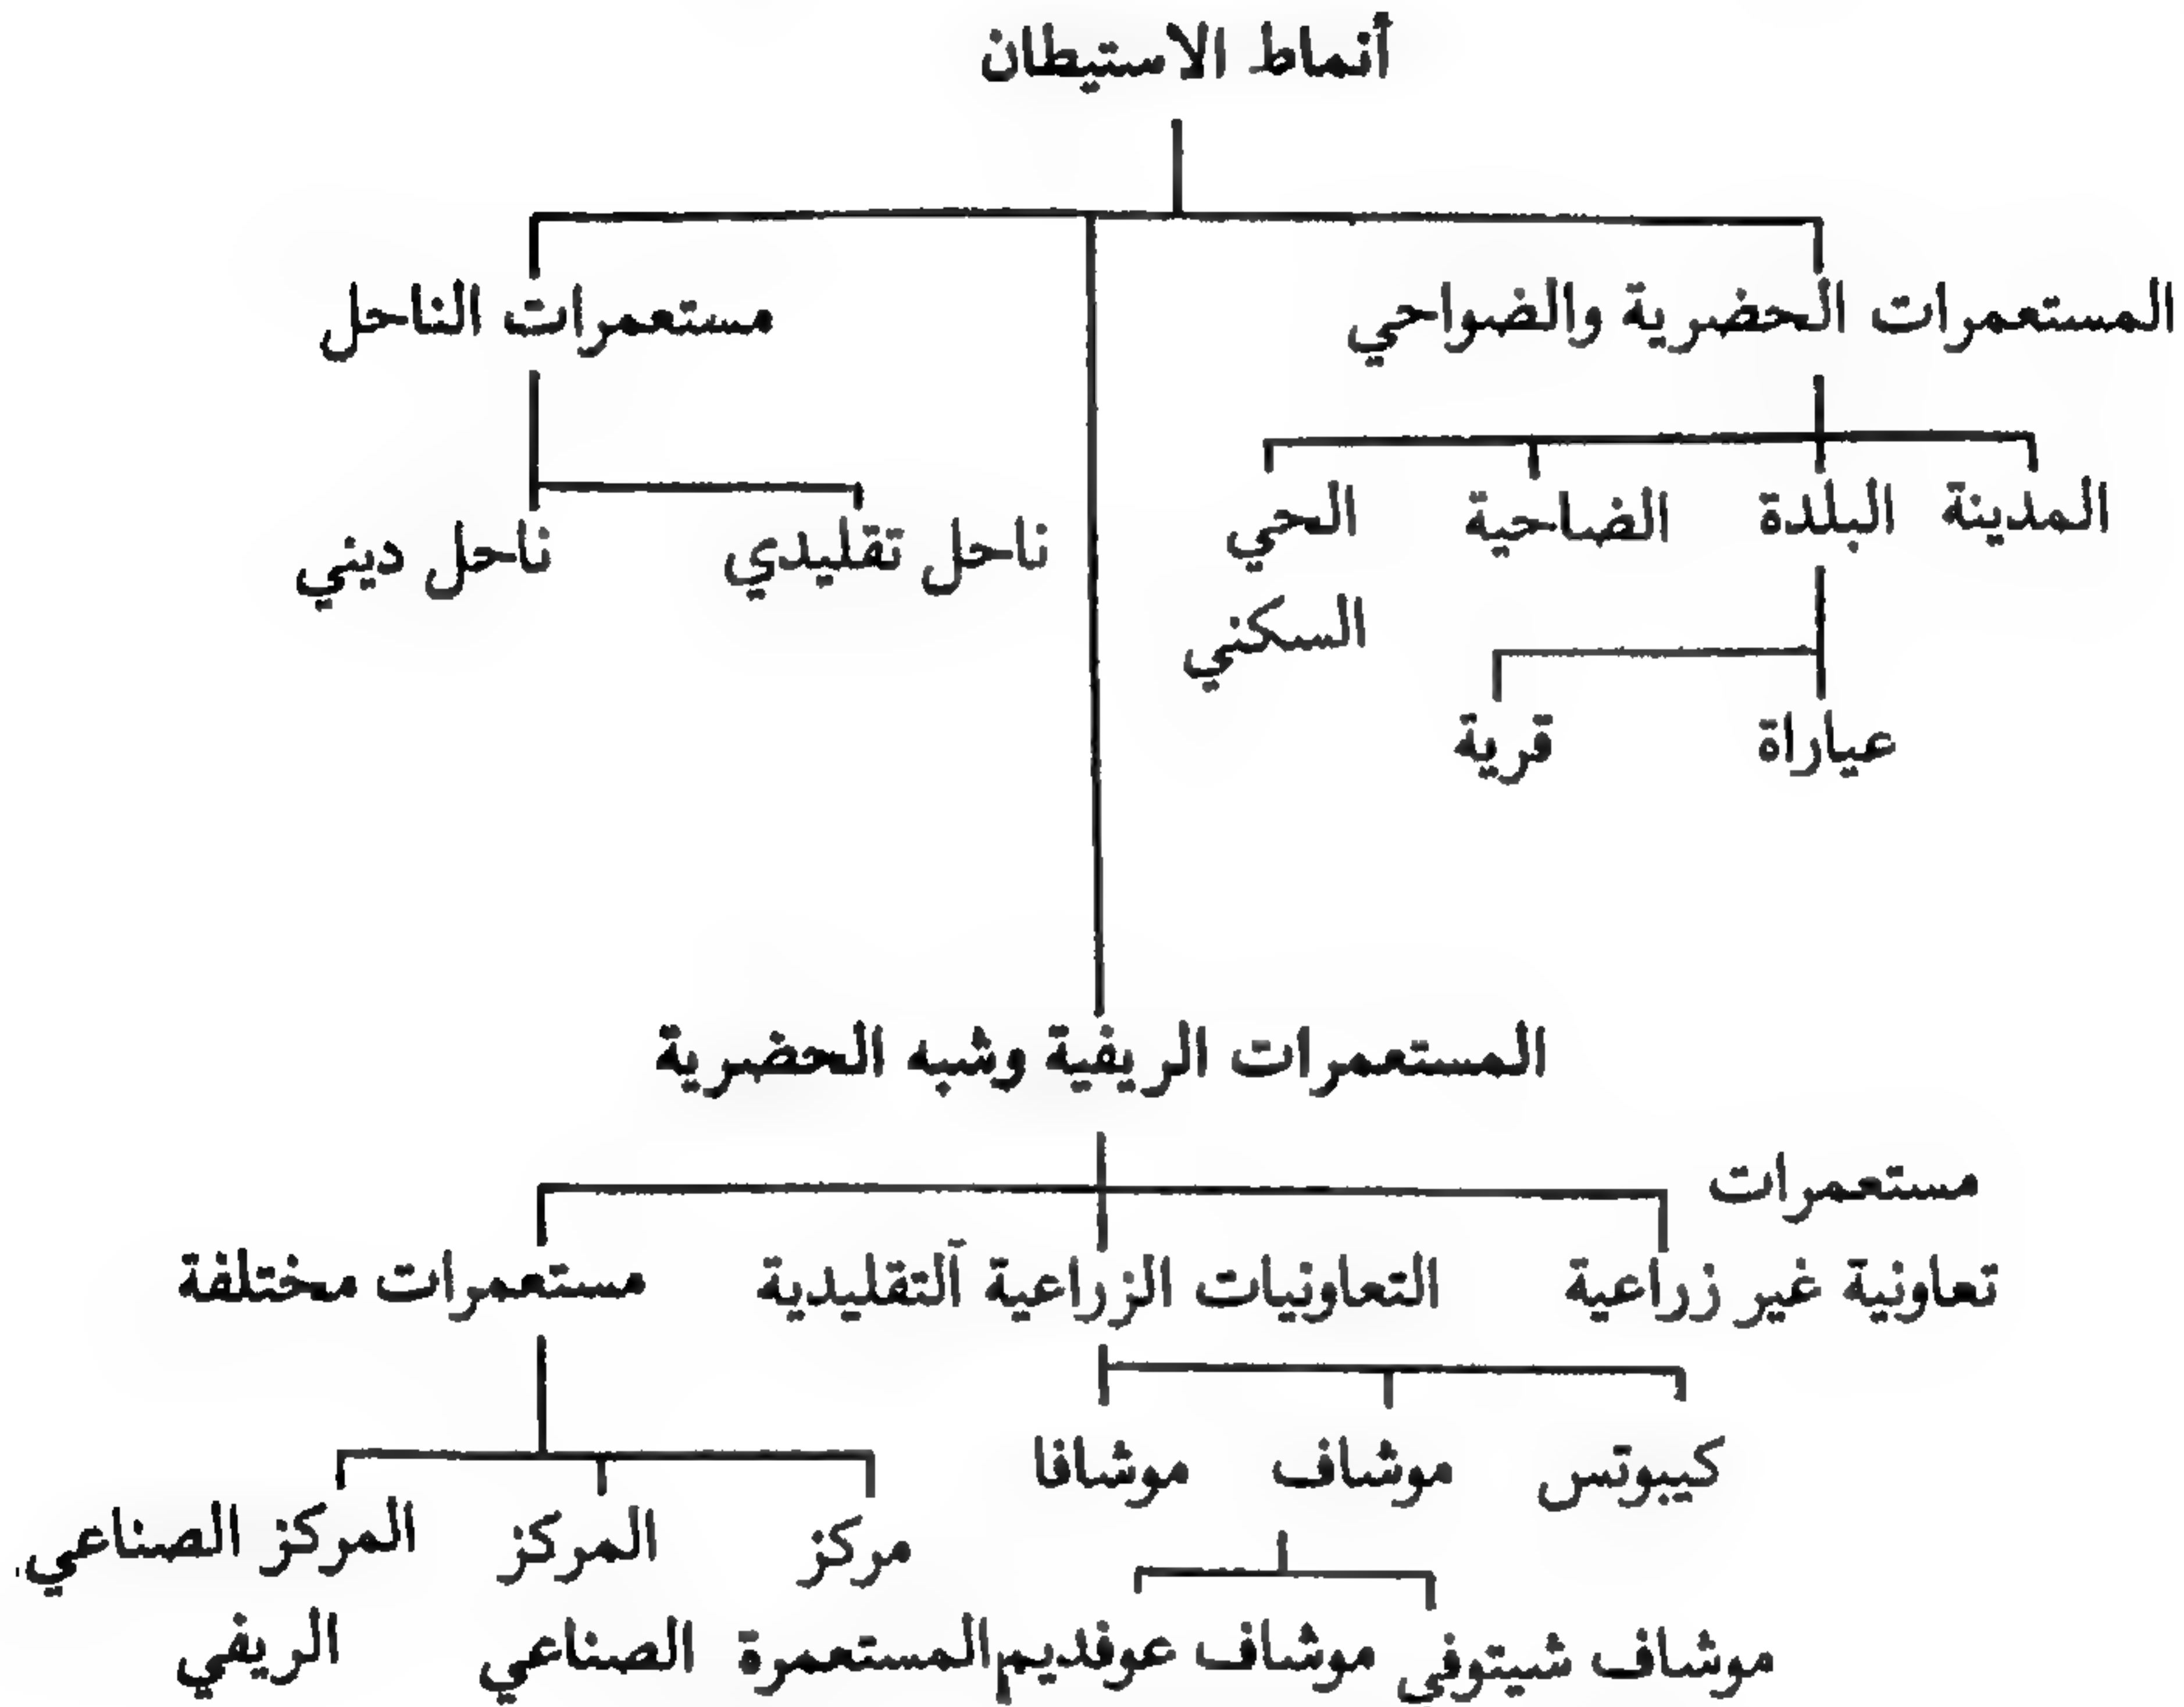 أنماط الاستيطان
المستعمرات الحضرية والضواحي
مستعمرات الناحل
المدينة
البلدة
الضاحية
الحي
السكني
ناحل تقليدي
ناحل ديني
عياراة
قرية
المستعمرات الريفية وشبه الحضرية
مستعمرات
تعاونية غير زراعية
التعاونيات الزراعية التقليدية
مستعمرات مختلفة
كيبوتس
موشاف
موشافا
موشاف شيتوفي
موشاف عوفديم
مركز
المستعمرة
المركز
الصناعي
المركز الصناعي
الريفي